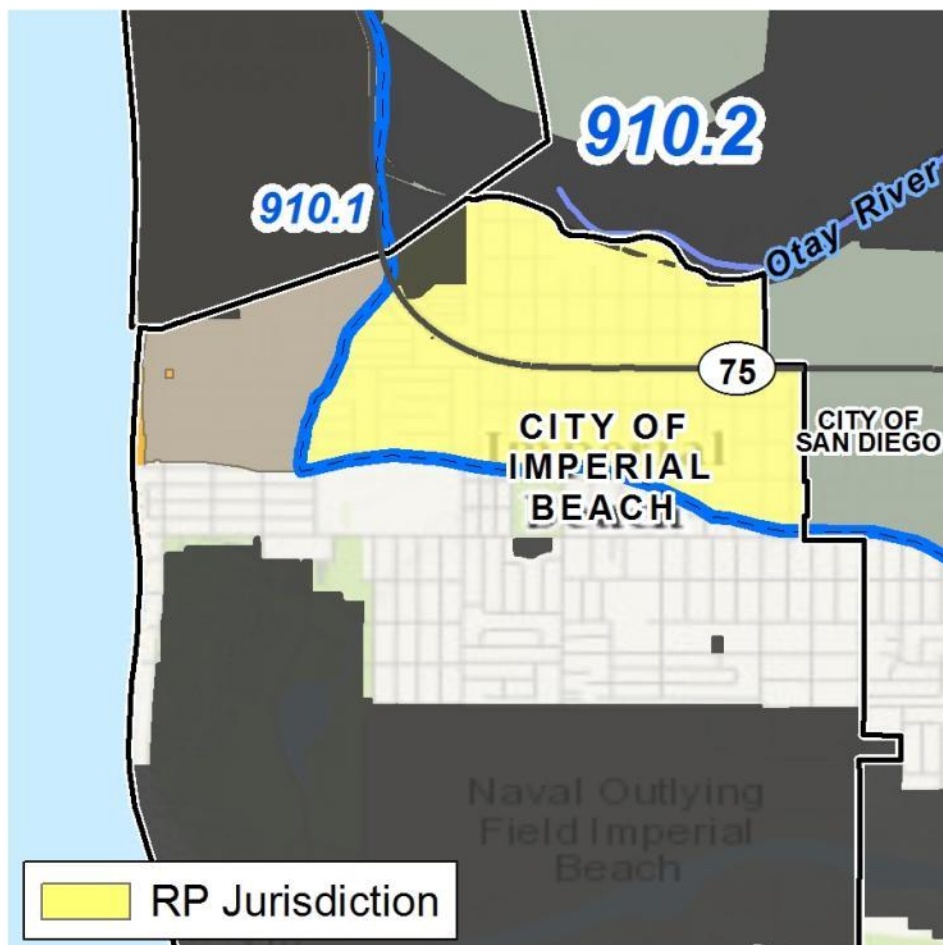 910.2
910.1
Otay River
75
CITY OF
IMPERIAL
BEACH
Imperial
CITY OF
SAN DIEGO
Naval Outlying
Field Imperial
Beach
RP Jurisdiction